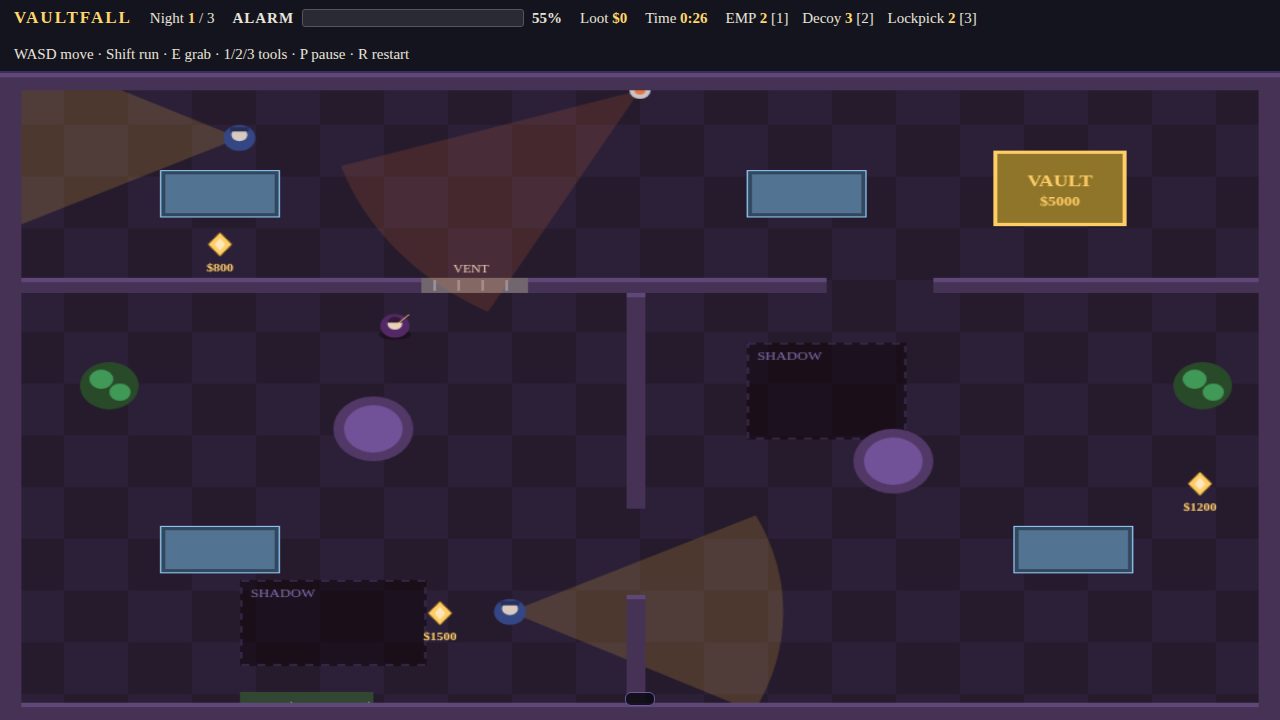 VAULTFALL Night 1 / 3 ALARM 55% Loot $0 Time 0:26 EMP 2 [1] Decoy 3 [2] Lockpick 2 [3]
WASD move · Shift run · E grab · 1/2/3 tools · P pause · R restart
VAULT
$5000
$800
VENT
SHADOW
$1200
SHADOW
$1500